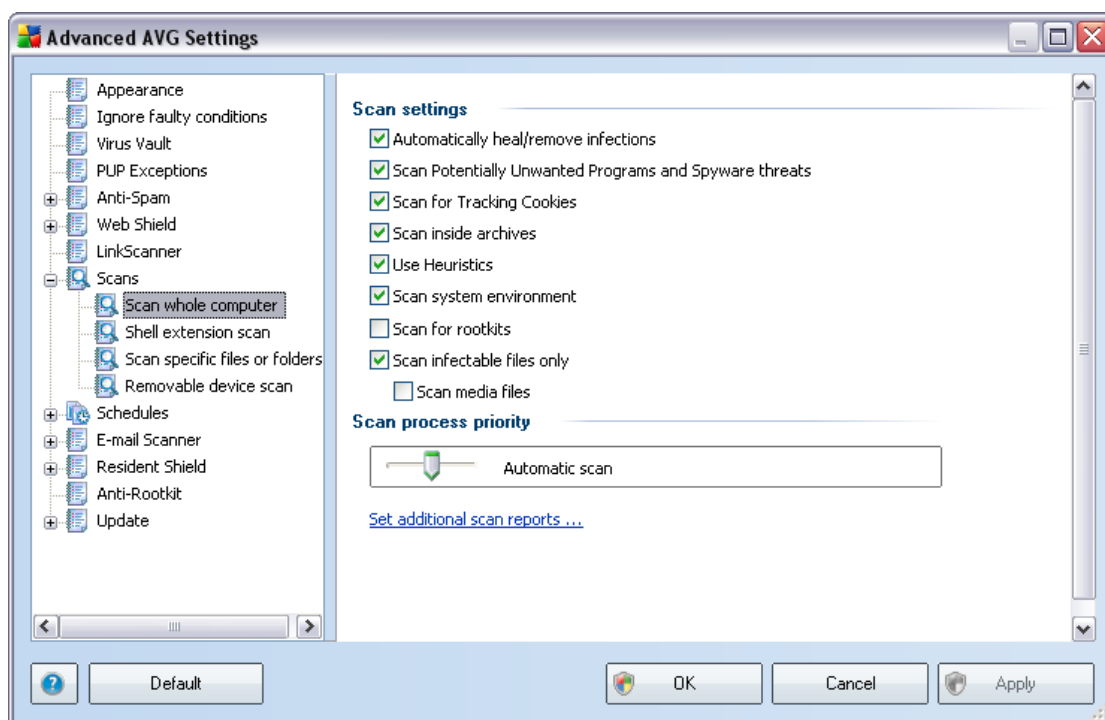 Advanced AVG Settings
Appearance
Ignore faulty conditions
Virus Vault
PUP Exceptions
Anti-Spam
Web Shield
LinkScanner
Scans
Scan whole computer
Shell extension scan
Scan specific files or folders
Removable device scan
Schedules
E-mail Scanner
Resident Shield
Anti-Rootkit
Update
Scan settings
Automatically heal/remove infections
Scan Potentially Unwanted Programs and Spyware threats
Scan for Tracking Cookies
Scan inside archives
Use Heuristics
Scan system environment
Scan for rootkits
Scan infectable files only
Scan media files
Scan process priority
Automatic scan
Set additional scan reports ...
? Default OK Cancel Apply